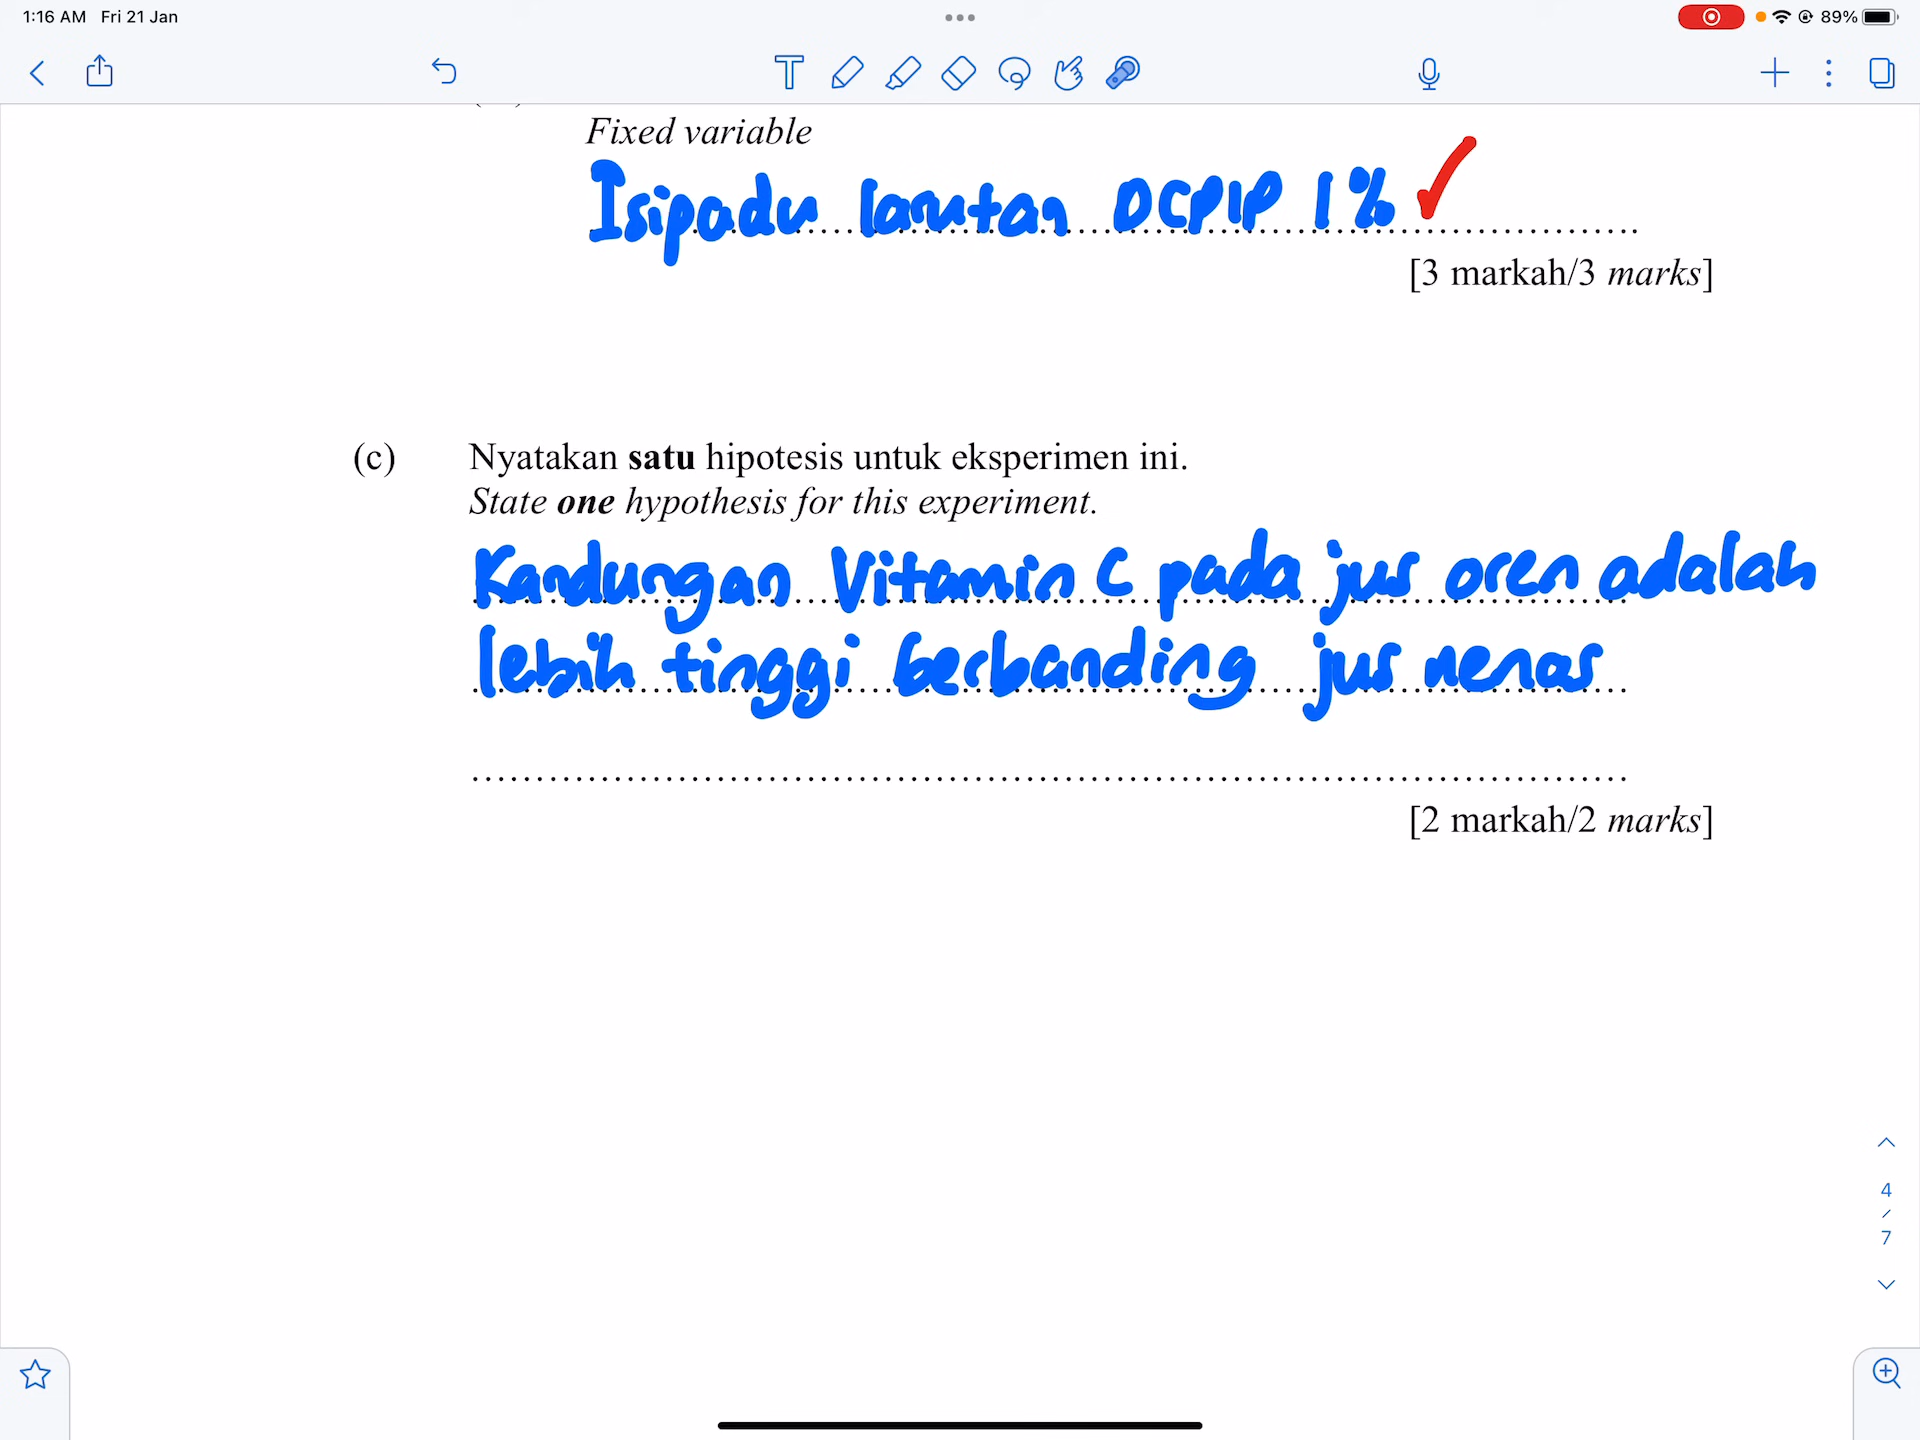 1:16 AM Fri 21 Jan
89%
Fixed variable
Isipadu larutan DCPIP 1%
[3 markah/3 marks]
(c) Nyatakan satu hipotesis untuk eksperimen ini.
State one hypothesis for this experiment.
Kandungan Vitamin C pada jus oren adalah
lebih tinggi berbanding jus nenas
[2 markah/2 marks]
4
/
7